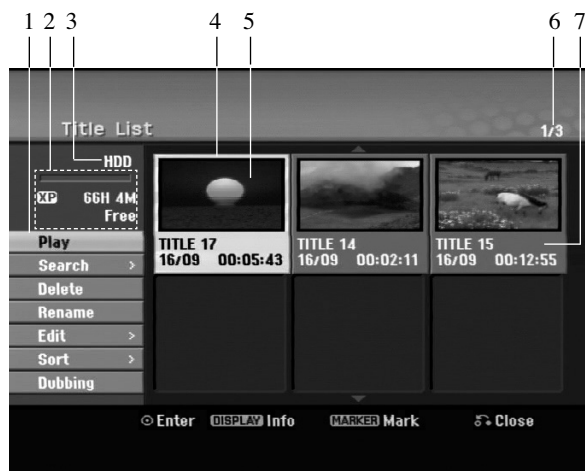 1 2 3 4 5 6 7
Title List
1/3
HDD
XP 66H 4M
Free
Play
Search >
Delete
Rename
Edit >
Sort >
Dubbing
TITLE 17
16/09 00:05:43
TITLE 14
16/09 00:02:11
TITLE 15
16/09 00:12:55
Enter DISPLAY Info MARKER Mark Close